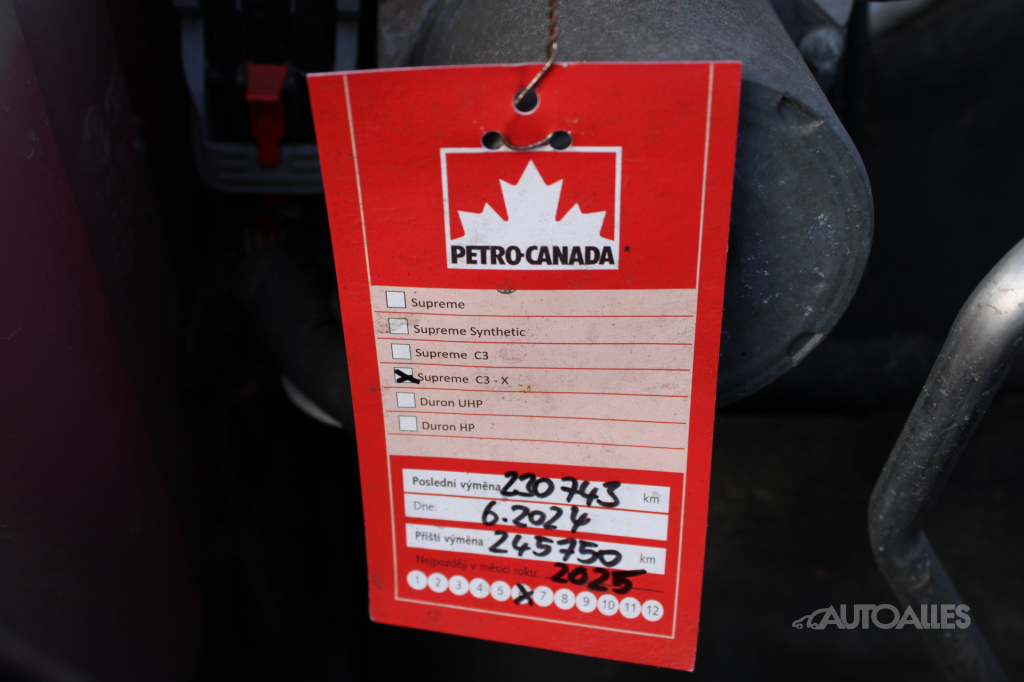 PETRO-CANADA
Supreme
Supreme Synthetic
Supreme C3
Supreme C3 - X
Duron UHP
Duron HP
Poslední výměna 230 743 km
Dne: 6.2024
Příští výměna 245750 km
Nejpozději v měsíci roku: 2025
1 2 3 4 5 X 7 8 9 10 11 12
AUTOALLES